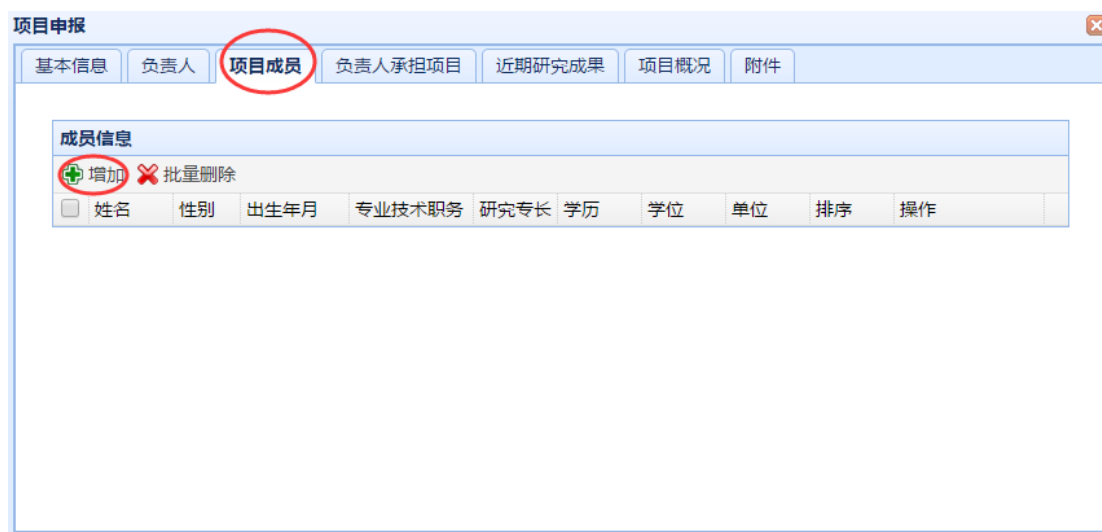 项目申报
基本信息 负责人 项目成员 负责人承担项目 近期研究成果 项目概况 附件
成员信息
增加 批量删除
姓名 性别 出生年月 专业技术职务 研究专长 学历 学位 单位 排序 操作